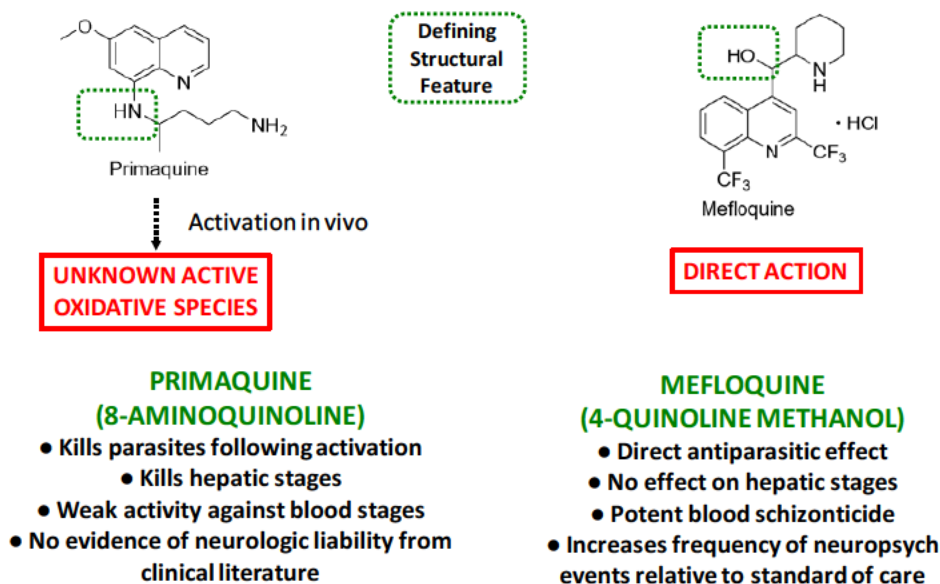 Defining
Structural
Feature
O
N
HN
NH₂
Primaquine
HO
N
H
• HCl
N
CF₃
CF₃
Mefloquine
Activation in vivo
UNKNOWN ACTIVE
OXIDATIVE SPECIES
DIRECT ACTION
PRIMAQUINE
(8-AMINOQUINOLINE)
● Kills parasites following activation
● Kills hepatic stages
● Weak activity against blood stages
● No evidence of neurologic liability from
clinical literature
MEFLOQUINE
(4-QUINOLINE METHANOL)
● Direct antiparasitic effect
● No effect on hepatic stages
● Potent blood schizonticide
● Increases frequency of neuropsych
events relative to standard of care